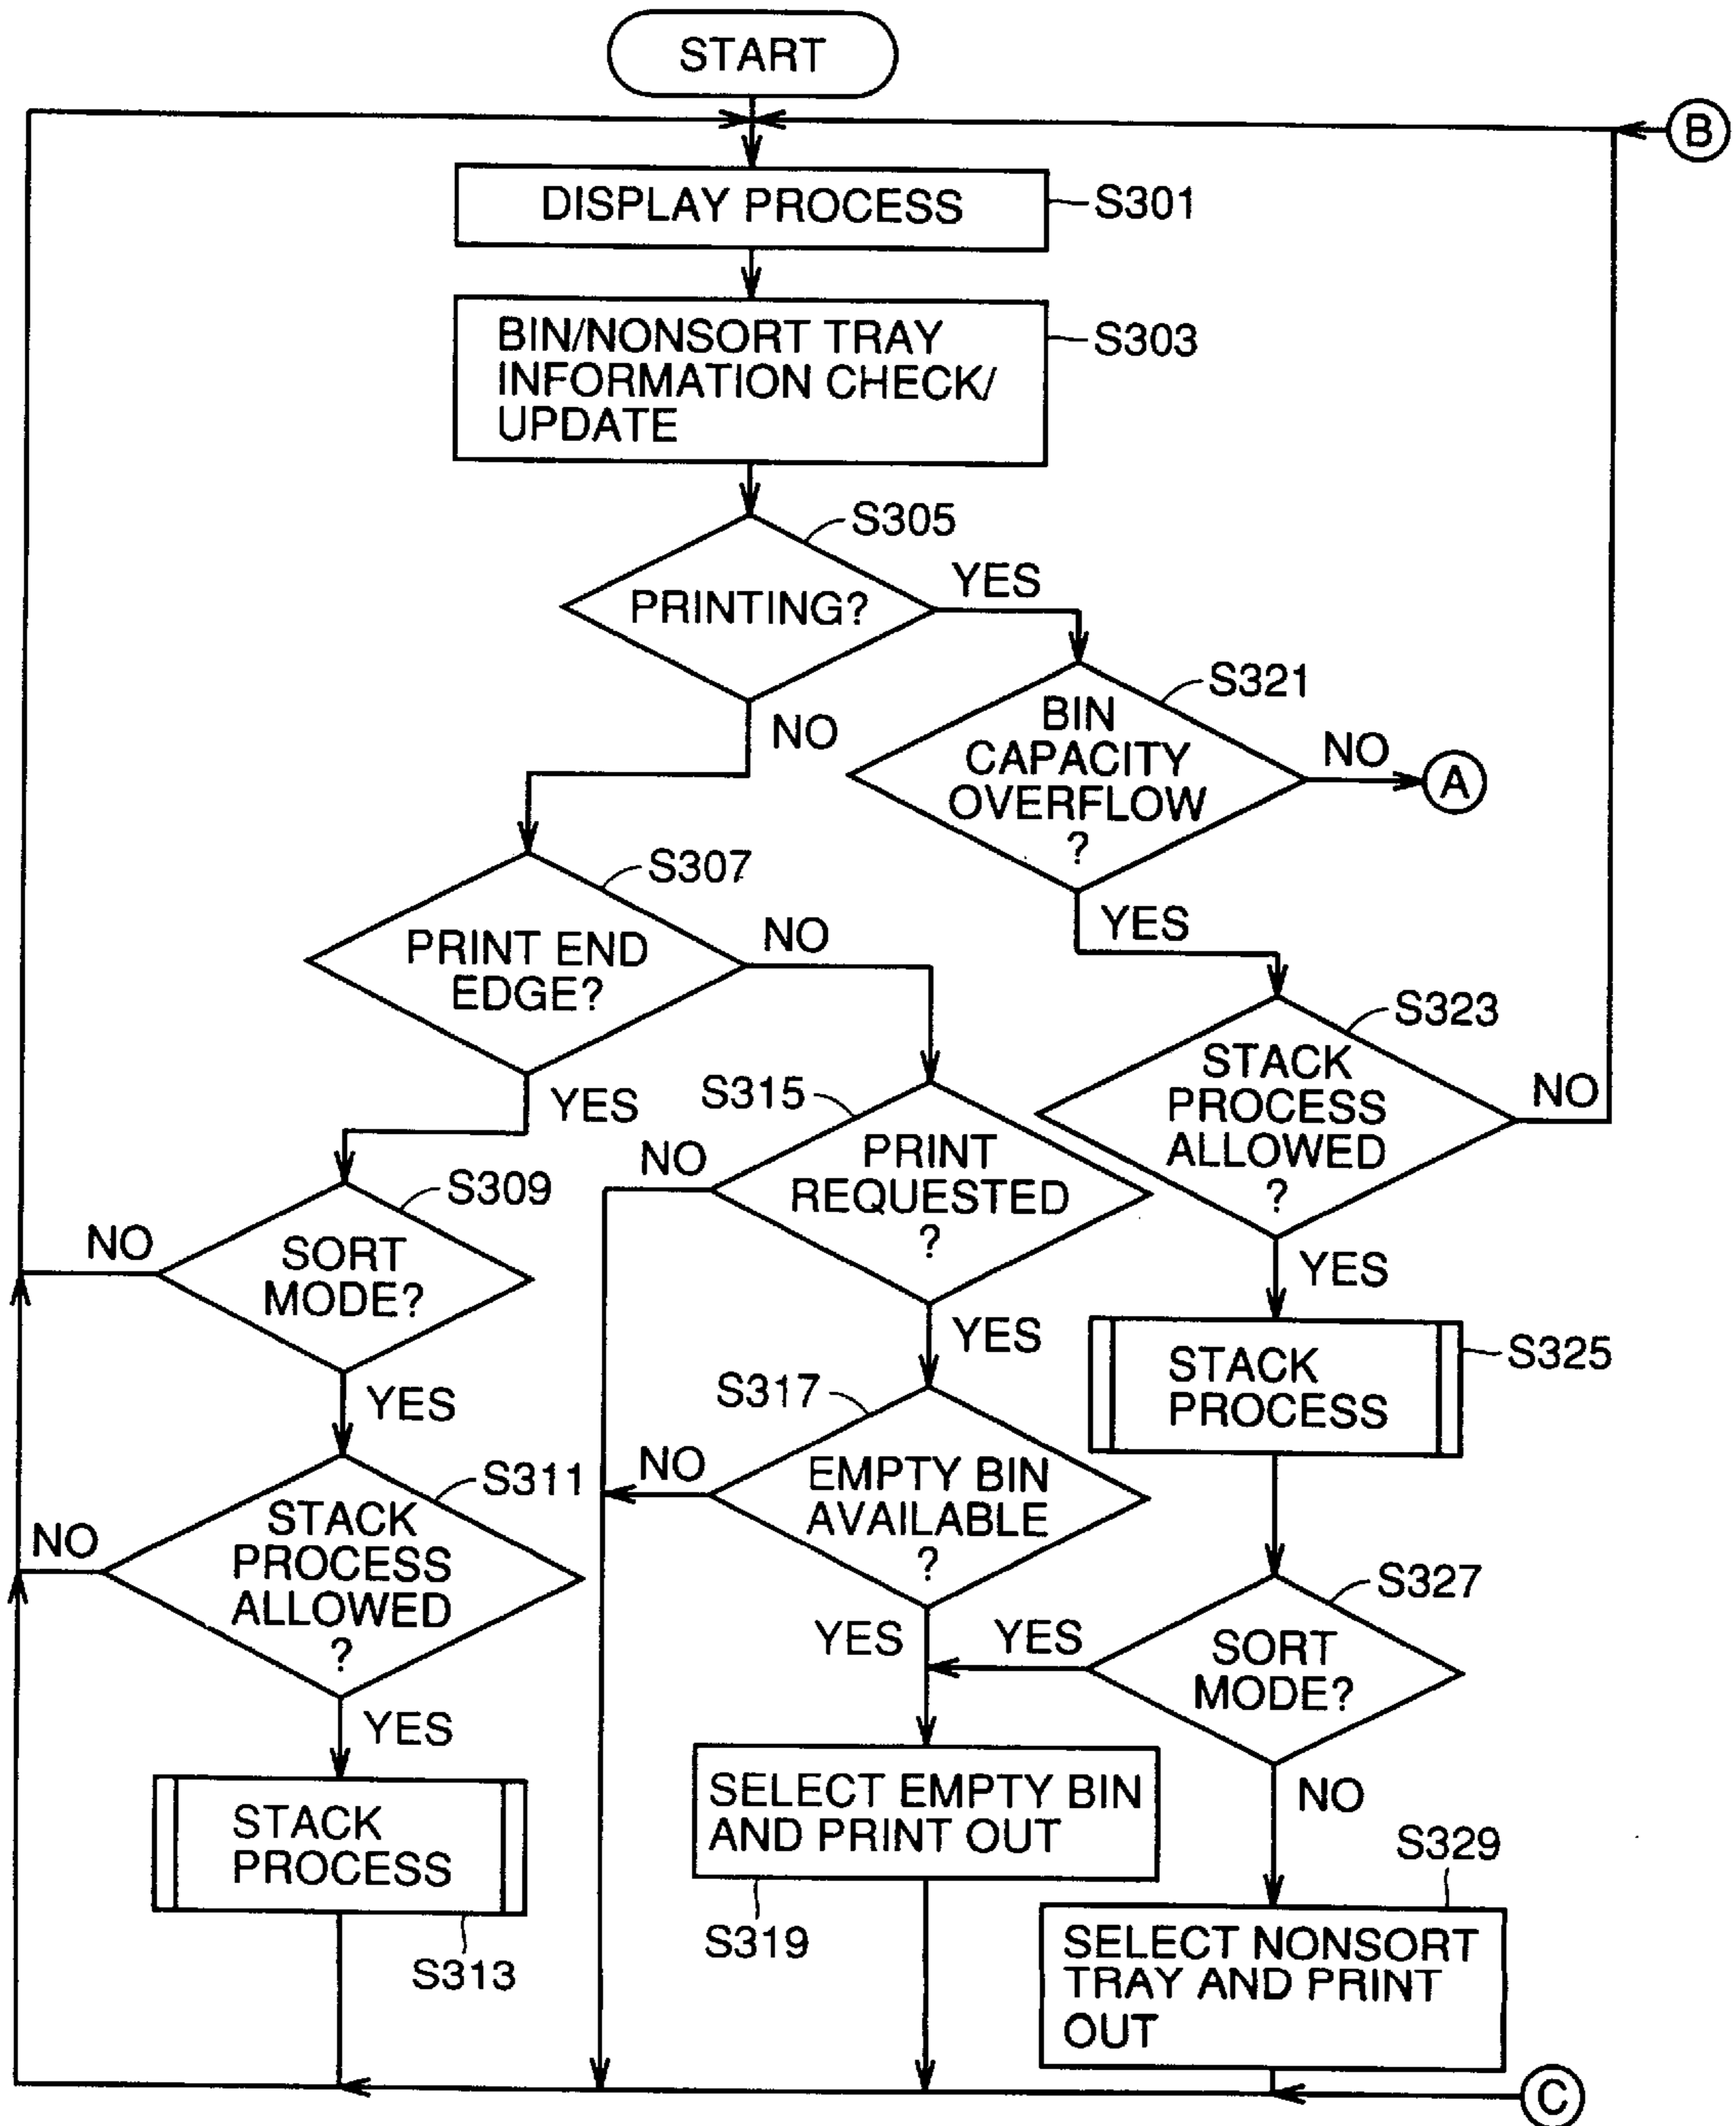 START
B
DISPLAY PROCESS
S301
BIN/NONSORT TRAY
INFORMATION CHECK/
UPDATE
S303
S305
PRINTING?
YES
NO
S321
BIN
CAPACITY
OVERFLOW
?
NO
A
YES
S307
PRINT END
EDGE?
NO
YES
S323
STACK
PROCESS
ALLOWED
?
NO
YES
S315
PRINT
REQUESTED
?
NO
YES
S309
SORT
MODE?
NO
YES
S325
STACK
PROCESS
S317
EMPTY BIN
AVAILABLE
?
NO
YES
S311
STACK
PROCESS
ALLOWED
?
NO
YES
S327
SORT
MODE?
YES
NO
STACK
PROCESS
S313
SELECT EMPTY BIN
AND PRINT OUT
S319
S329
SELECT NONSORT
TRAY AND PRINT
OUT
C